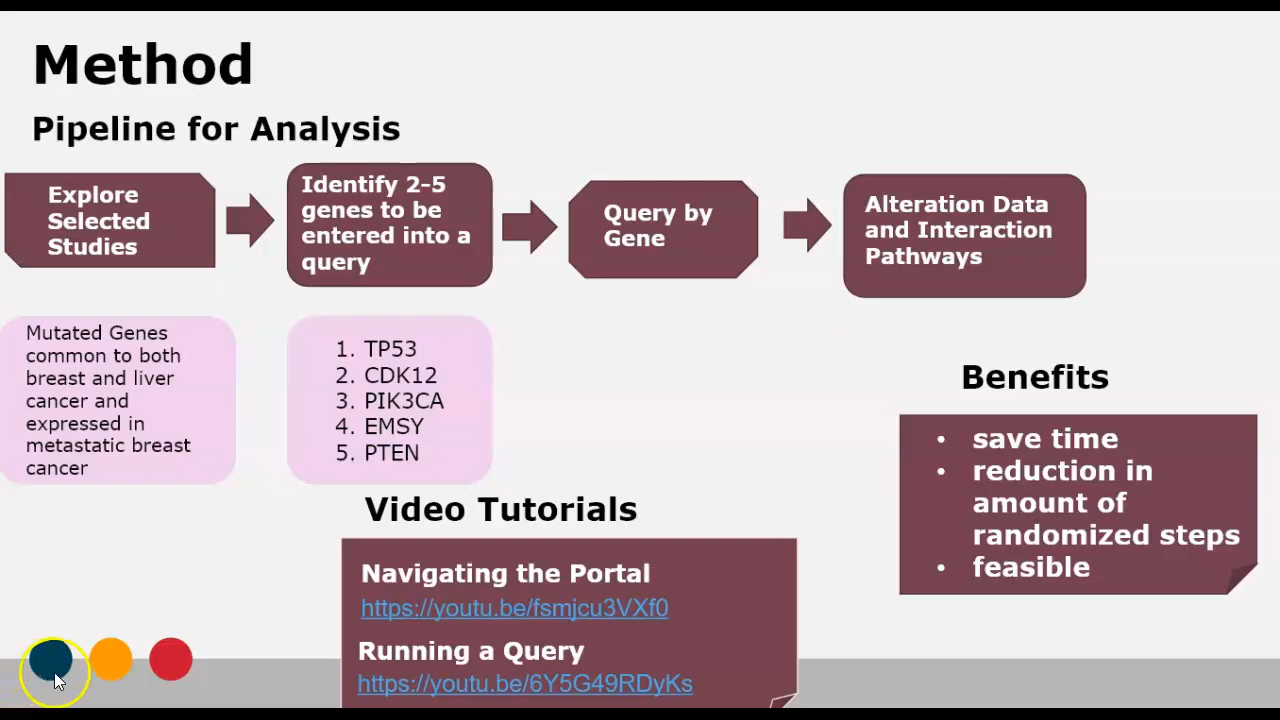 Method
Pipeline for Analysis
Explore
Selected
Studies
Identify 2-5
genes to be
entered into a
query
Query by
Gene
Alteration Data
and Interaction
Pathways
Mutated Genes
common to both
breast and liver
cancer and
expressed in
metastatic breast
cancer
1. TP53
2. CDK12
3. PIK3CA
4. EMSY
5. PTEN
Benefits
• save time
• reduction in
amount of
randomized steps
• feasible
Video Tutorials
Navigating the Portal
https://youtu.be/fsmjcu3VXf0
Running a Query
https://youtu.be/6Y5G49RDyKs